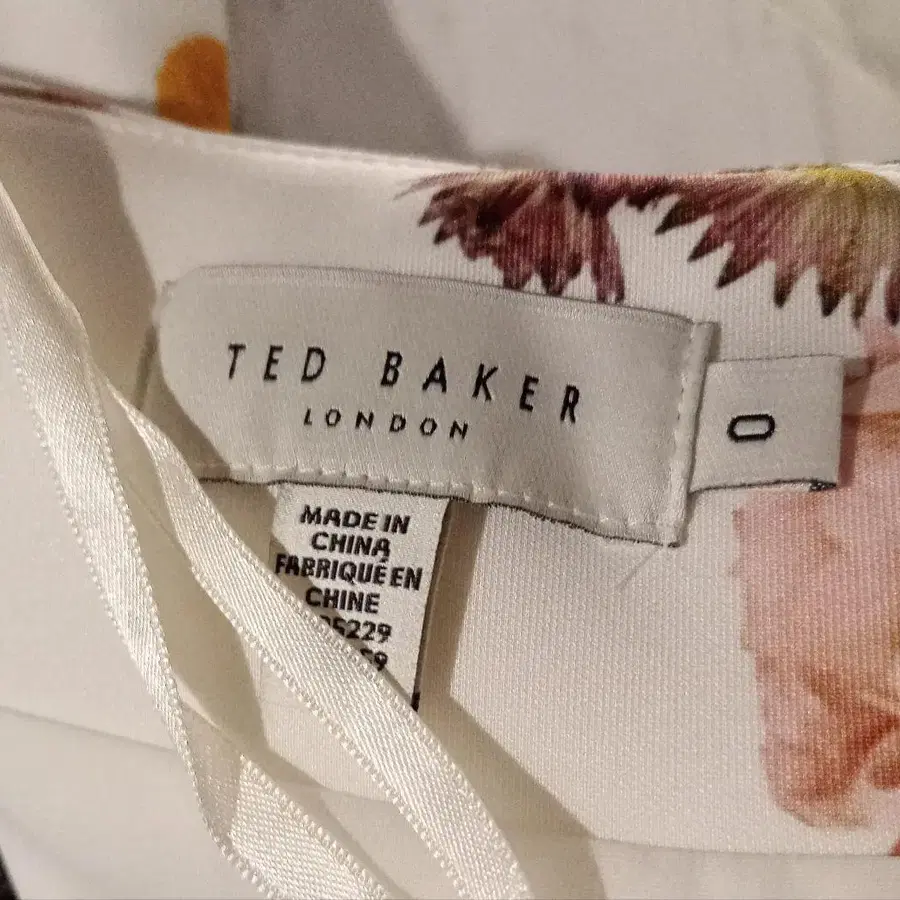 TED BAKER
LONDON
0
MADE IN
CHINA
FABRIQUÉ EN
CHINE